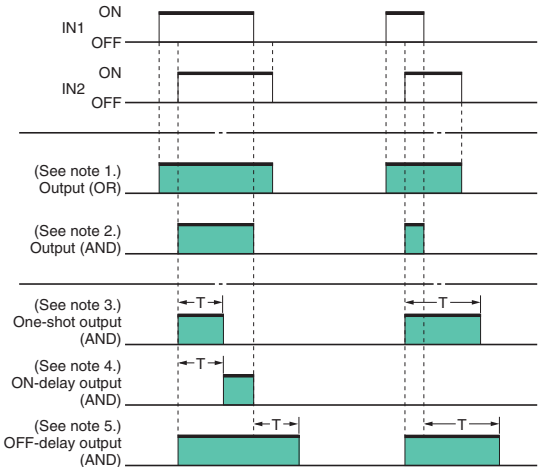 ON
IN1
OFF
ON
IN2
OFF
(See note 1.)
Output (OR)
(See note 2.)
Output (AND)
(See note 3.)
One-shot output
(AND)
T
T
(See note 4.)
ON-delay output
(AND)
T
(See note 5.)
OFF-delay output
(AND)
T
T